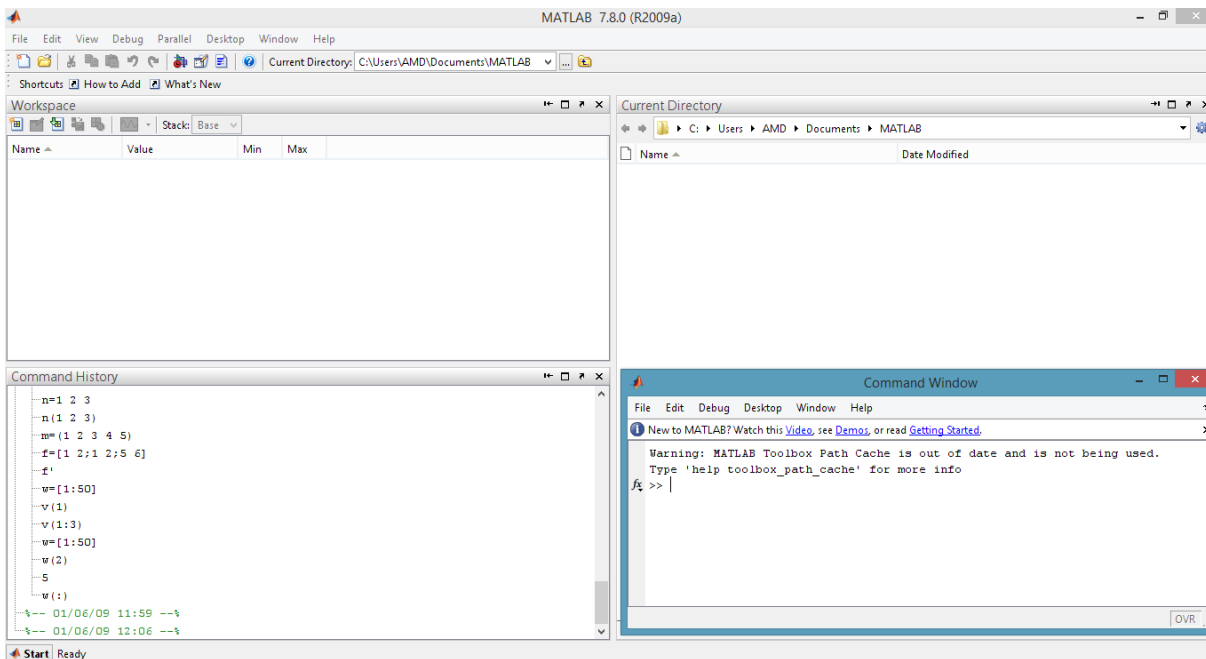 MATLAB 7.8.0 (R2009a)
File Edit View Debug Parallel Desktop Window Help
Current Directory: C:\Users\AMD\Documents\MATLAB
Shortcuts How to Add What's New
Workspace
Stack: Base
Name Value Min Max
Current Directory
C: Users AMD Documents MATLAB
Name Date Modified
Command History
n=1 2 3
n(1 2 3)
m=(1 2 3 4 5)
f=[1 2;1 2;5 6]
f'
w=[1:50]
v(1)
v(1:3)
w=[1:50]
w(2)
5
w(:)
%-- 01/06/09 11:59 --%
%-- 01/06/09 12:06 --%
Command Window
File Edit Debug Desktop Window Help
New to MATLAB? Watch this Video, see Demos, or read Getting Started.
Warning: MATLAB Toolbox Path Cache is out of date and is not being used.
Type 'help toolbox_path_cache' for more info
fx >>
OVR
Start Ready